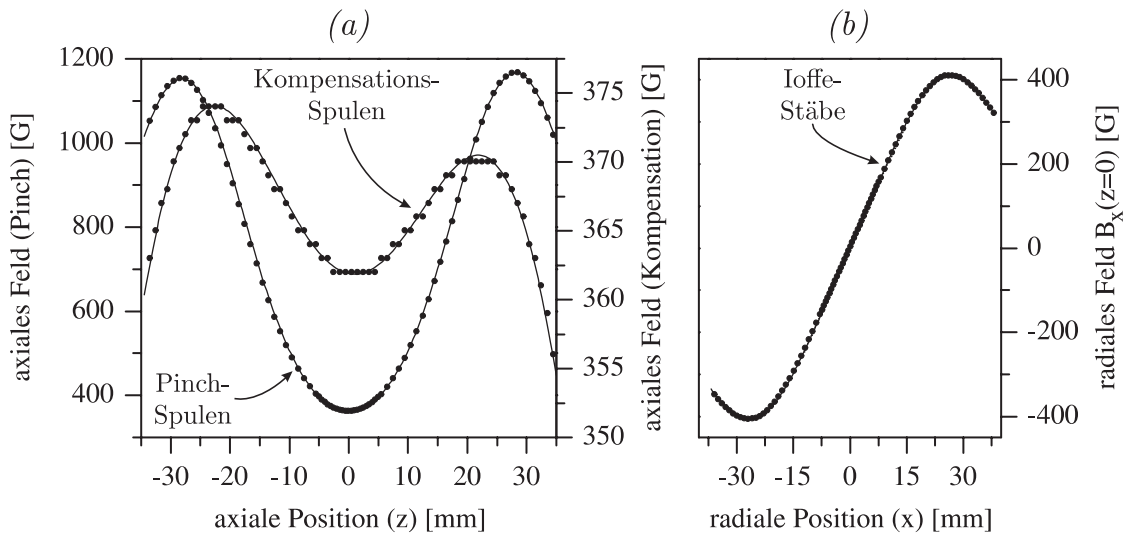 (a)
(b)
axiales Feld (Pinch) [G]
1200
1000
800
600
400
Kompensations-
Spulen
Pinch-
Spulen
375
370
365
360
355
350
axiales Feld (Kompensation) [G]
-30 -20 -10 0 10 20 30
axiale Position (z) [mm]
Ioffe-
Stäbe
400
200
0
-200
-400
radiales Feld Bx(z=0) [G]
-30 -15 0 15 30
radiale Position (x) [mm]